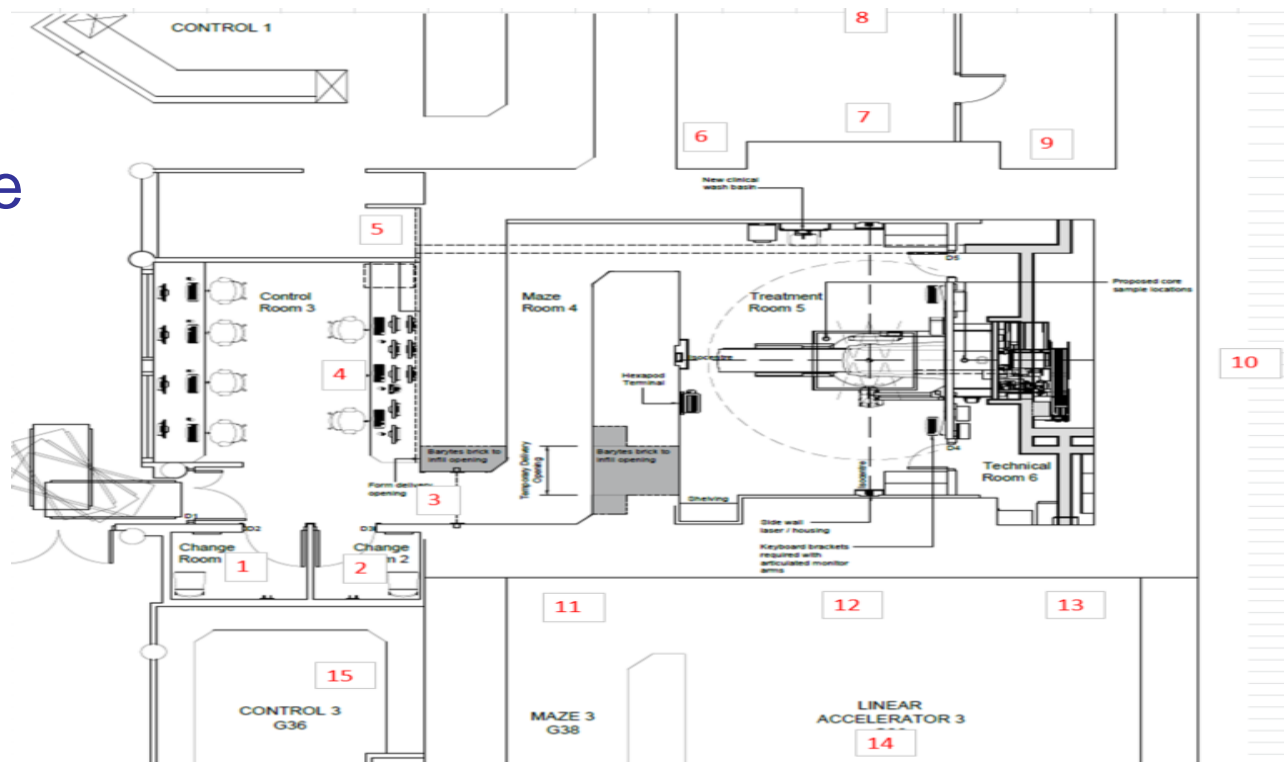 8
CONTROL 1
7
6
9
e
New clinical
wash basin
5
D5
Control
Room 3
Maze
Room 4
Treatment
Room 5
Proposed core
sample locations
Isocentre
10
4
Hexapod
Terminal
Barytes brick to
infill opening
Temporary Delivery
Opening
Barytes brick to
infill opening
D4
Technical
Room 6
Isocentre
Form delivery
opening
3
Shelving
D1
D2
D3
Side wall
laser / housing
Change
Room
1
Change
2
m 2
Keyboard brackets
required with
articulated monitor
arms
11
12
13
15
CONTROL 3
G36
MAZE 3
G38
LINEAR
ACCELERATOR 3
14